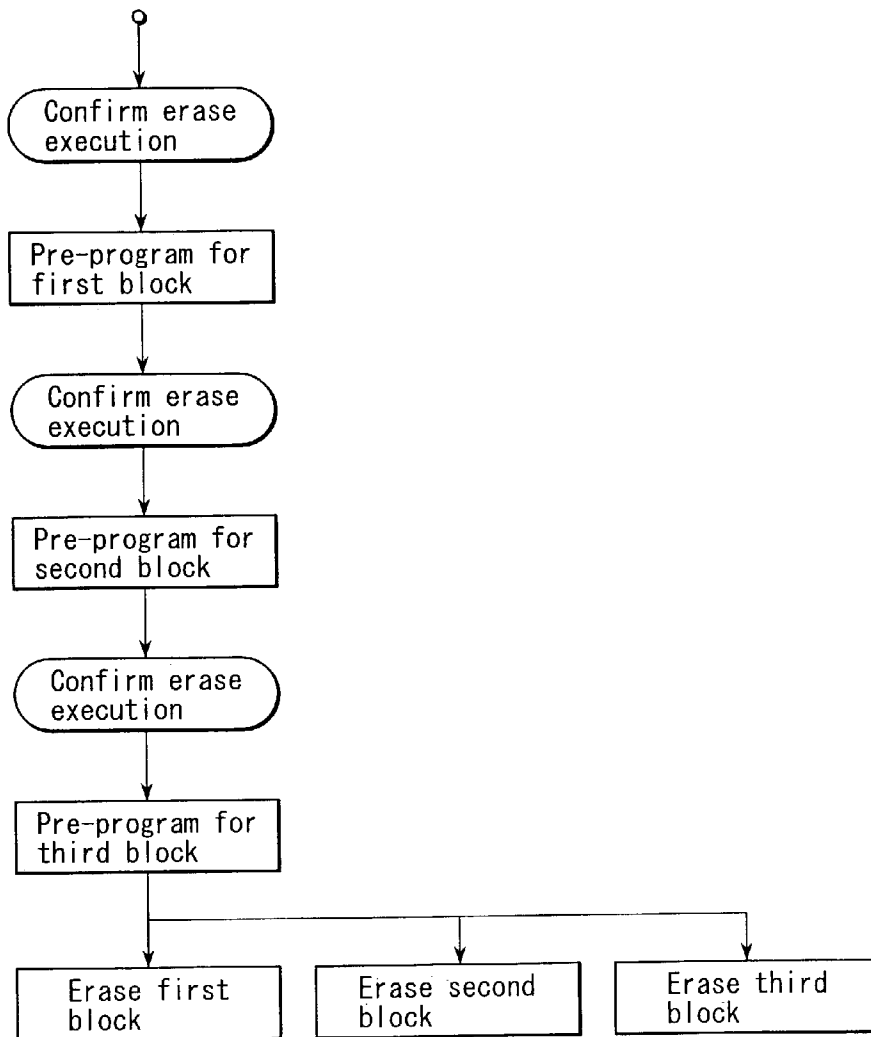 Confirm erase
execution
Pre-program for
first block
Confirm erase
execution
Pre-program for
second block
Confirm erase
execution
Pre-program for
third block
Erase first
block
Erase second
block
Erase third
block